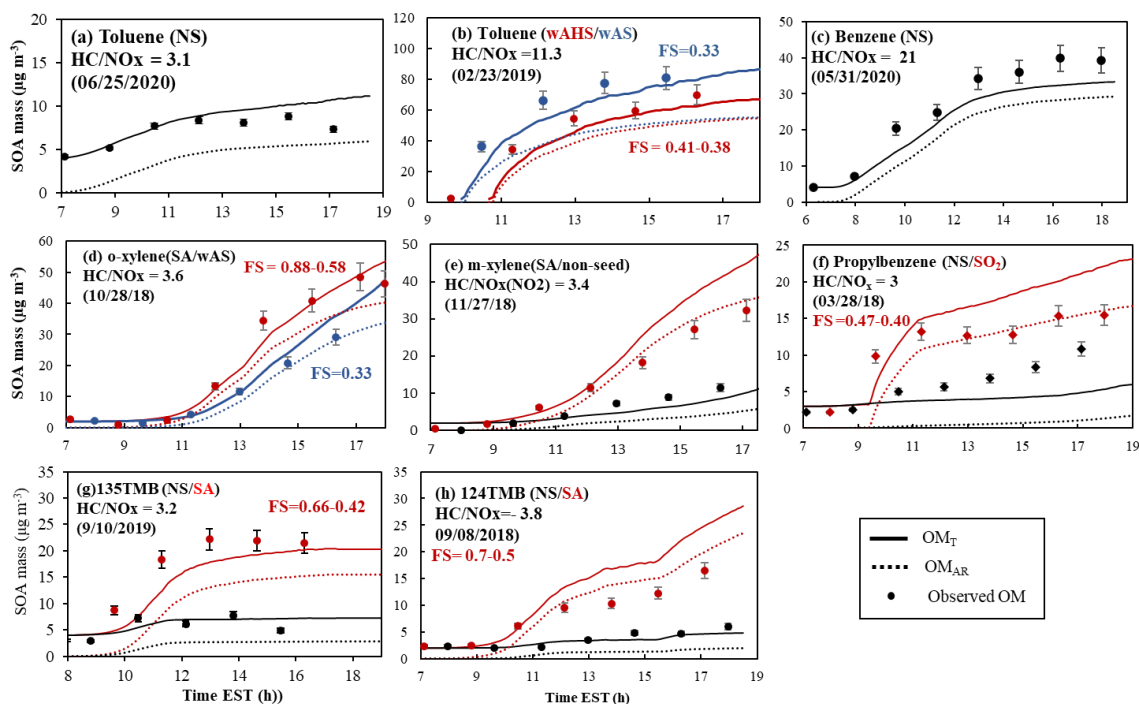 (a) Toluene (NS)
HC/NOx = 3.1
(06/25/2020)
SOA mass (µg m⁻³)
20
15
10
5
0
7 9 11 13 15 17 19
(b) Toluene (wAHS/wAS)
HC/NOx =11.3
(02/23/2019)
FS=0.33
FS = 0.41-0.38
120
100
80
60
40
20
0
9 11 13 15 17
(c) Benzene (NS)
HC/NOx = 21
(05/31/2020)
50
40
30
20
10
0
6 8 10 12 14 16 18
(d) o-xylene(SA/wAS)
HC/NOx = 3.6
(10/28/18)
FS = 0.88-0.58
FS=0.33
SOA mass (µg m⁻³)
60
50
40
30
20
10
0
7 9 11 13 15 17
(e) m-xylene(SA/non-seed)
HC/NOx(NO2) = 3.4
(11/27/18)
50
40
30
20
10
0
7 9 11 13 15 17
(f) Propylbenzene (NS/SO₂)
HC/NOₓ = 3
(03/28/18)
FS=0.47-0.40
25
20
15
10
5
0
7 9 11 13 15 17 19
(g)135TMB (NS/SA)
HC/NOx = 3.2
(9/10/2019)
FS=0.66-0.42
SOA mass (µg m⁻³)
35
30
25
20
15
10
5
0
8 10 12 14 16 18
Time EST (h))
(h) 124TMB (NS/SA)
HC/NOx=- 3.8
(09/08/2018)
FS= 0.7-0.5
35
30
25
20
15
10
5
0
7 9 11 13 15 17 19
Time EST (h)
OM_T
OM_AR
Observed OM